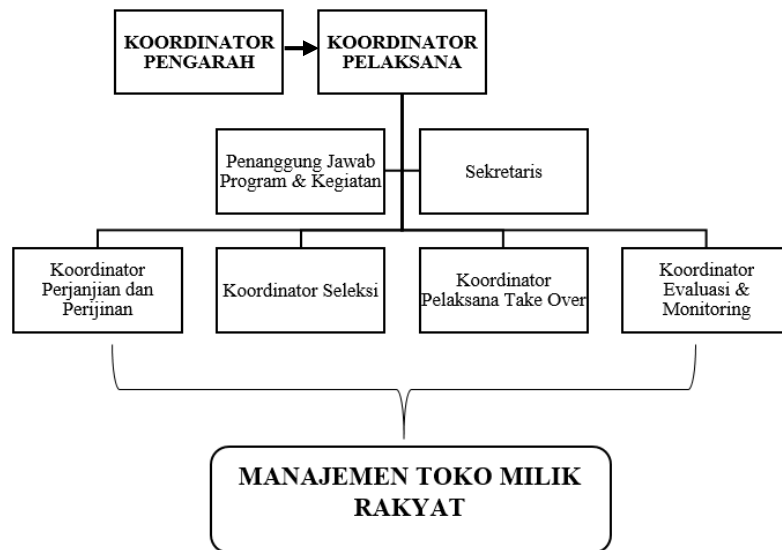 KOORDINATOR
PENGARAH
KOORDINATOR
PELAKSANA
Penanggung Jawab
Program & Kegiatan
Sekretaris
Koordinator
Perjanjian dan
Perijinan
Koordinator Seleksi
Koordinator
Pelaksana Take Over
Koordinator
Evaluasi &
Monitoring
MANAJEMEN TOKO MILIK
RAKYAT